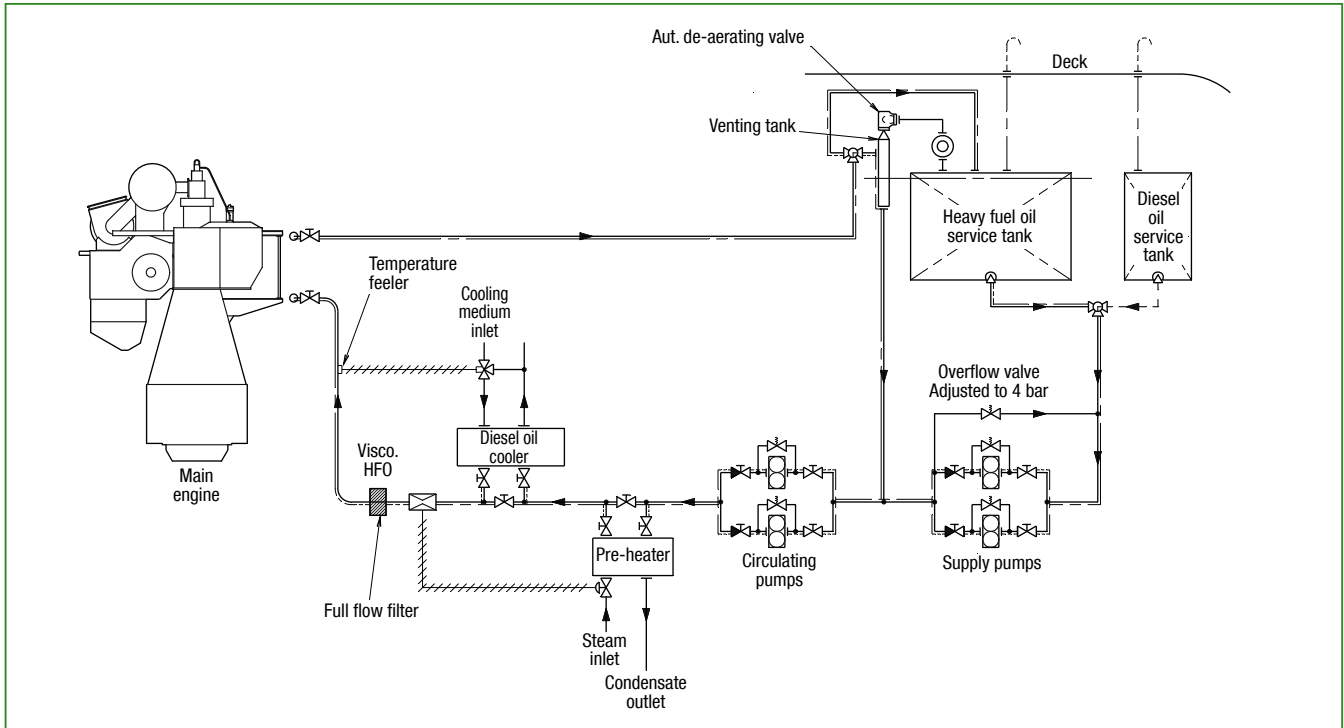 Aut. de-aerating valve
Deck
Venting tank
Heavy fuel oil
service tank
Diesel
oil
service
tank
Temperature
feeler
Cooling
medium
inlet
Overflow valve
Adjusted to 4 bar
Main
engine
Visco.
HFO
Diesel oil
cooler
Pre-heater
Circulating
pumps
Supply pumps
Full flow filter
Steam
inlet
Condensate
outlet